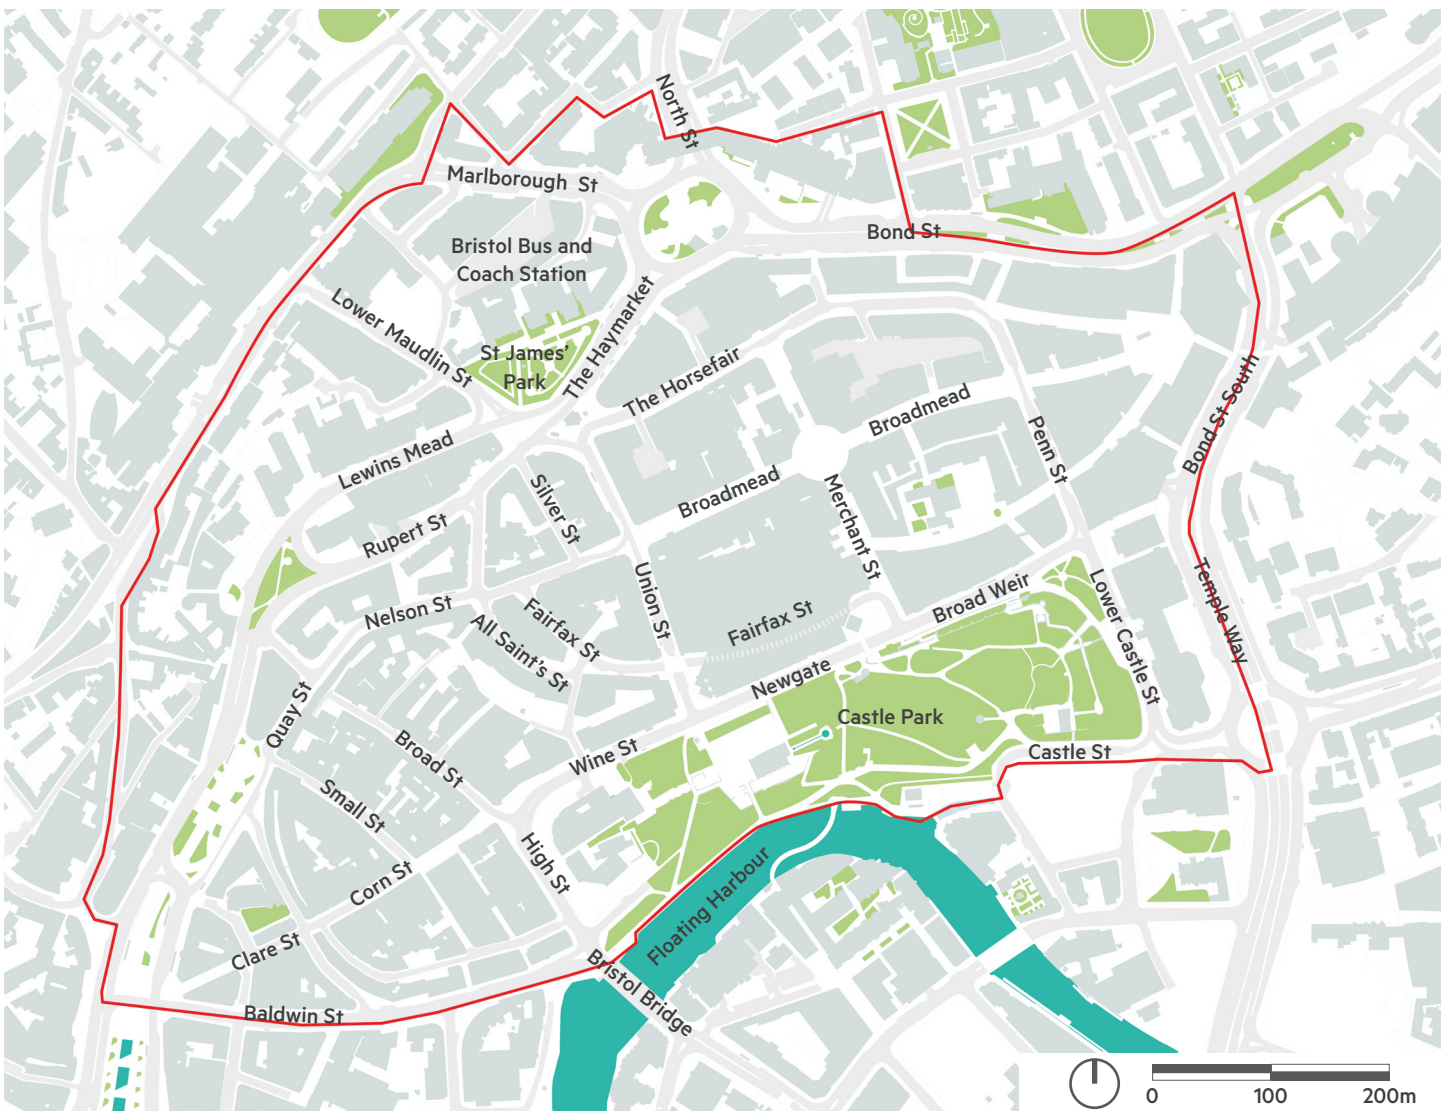 North St
Marlborough St
Bond St
Bristol Bus and
Coach Station
Lower Maudlin St
The Haymarket
St James'
Park
The Horsefair
Bond St South
Broadmead
Penn St
Lewins Mead
Silver St
Broadmead
Merchant St
Rupert St
Union St
Temple Way
Nelson St
Fairfax St
All Saint's St
Fairfax St
Broad Weir
Lower Castle St
Newgate
Quay St
Castle Park
Broad St
Wine St
Castle St
Small St
High St
Corn St
Floating Harbour
Clare St
Bristol Bridge
Baldwin St
0 100 200m